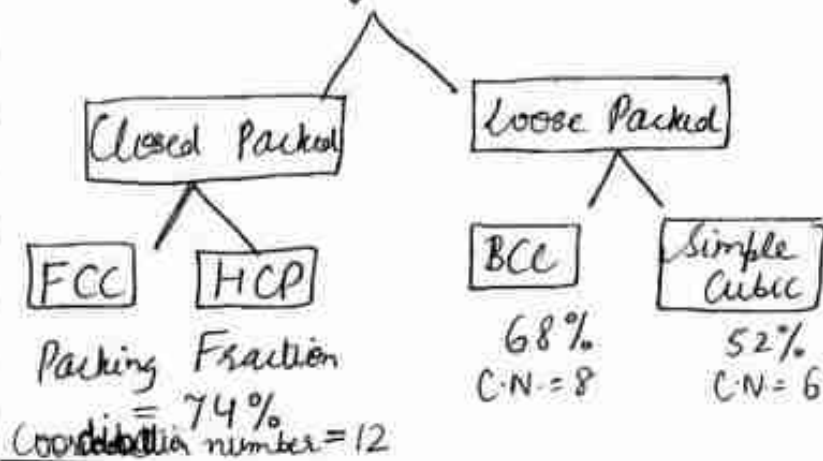 Closed Packed
Loose Packed
FCC
HCP
BCC
Simple
Cubic
Packing Fraction
= 74%
number = 12
68%
C.N. = 8
52%
C.N = 6